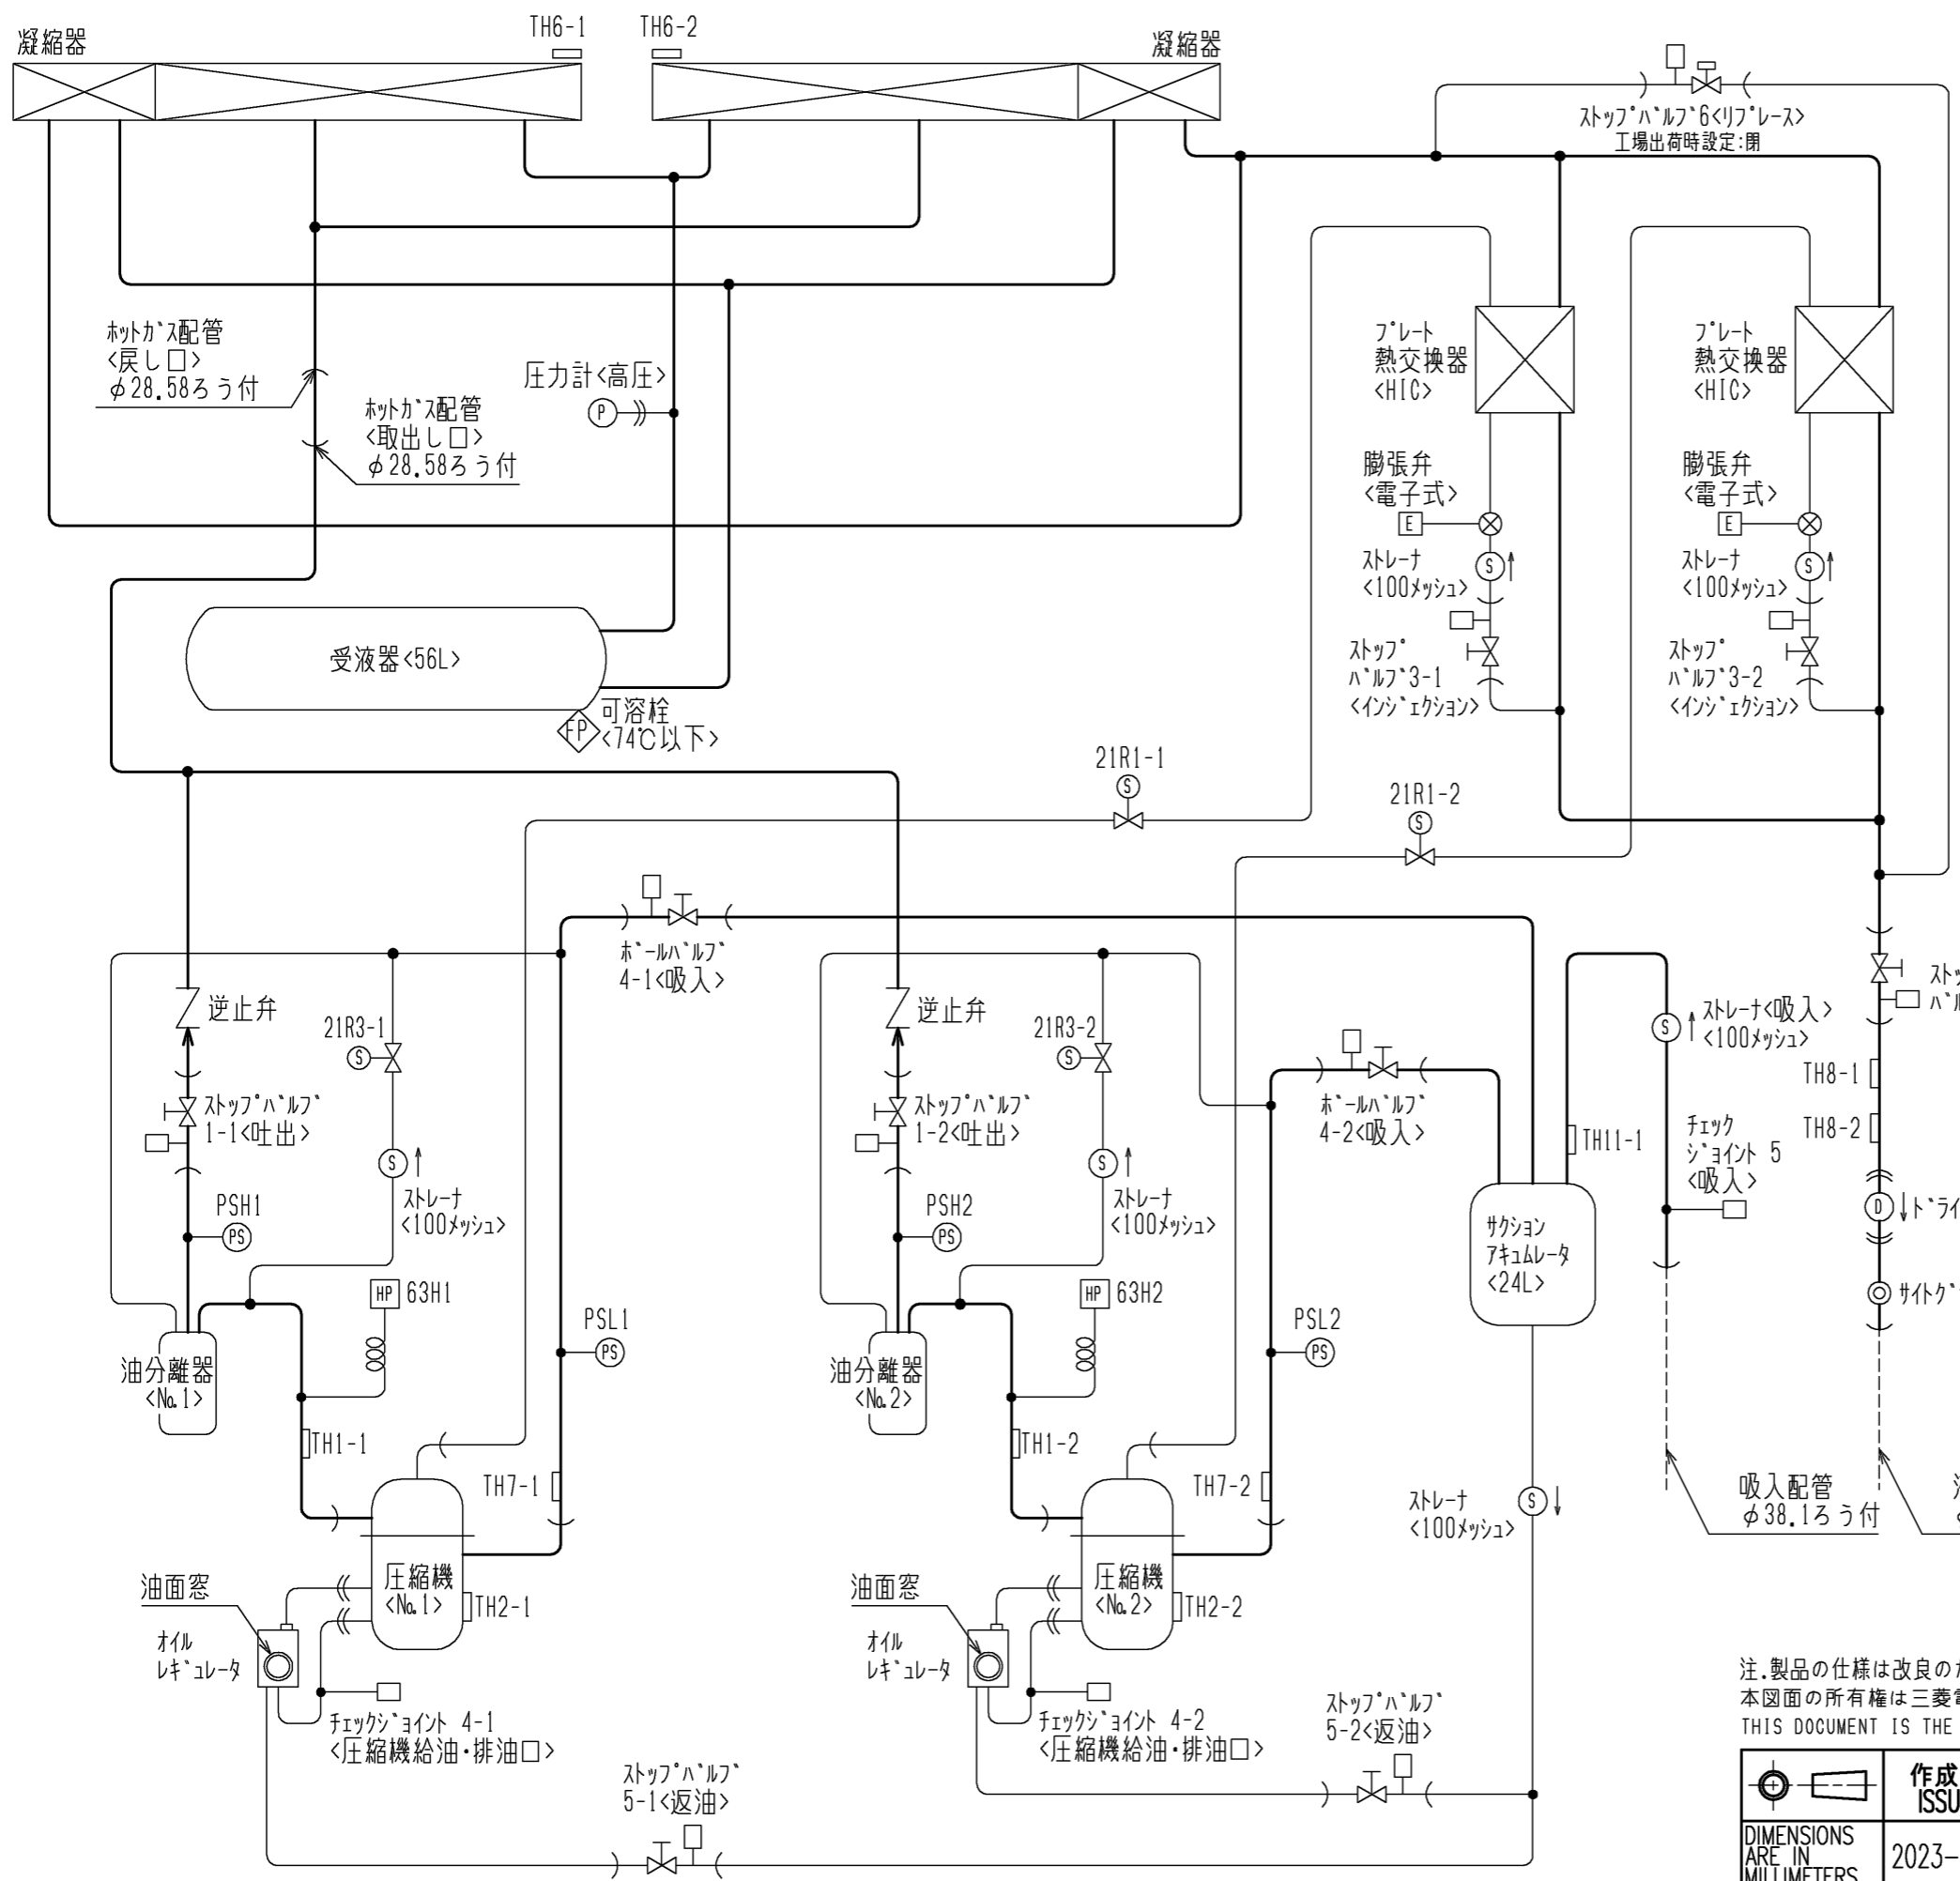 凝縮器
TH6-1
TH6-2
凝縮器
ストップバルブ6<リプレース>
工場出荷時設定:閉
ホットガス配管
<戻し口>
φ28.58ろう付
ホットガス配管
<取出し口>
φ28.58ろう付
圧力計<高圧>
P
プレート
熱交換器
<HIC>
プレート
熱交換器
<HIC>
膨張弁
<電子式>
E
膨張弁
<電子式>
E
ストレーナ
<100メッシュ>
S
ストレーナ
<100メッシュ>
S
ストップ
バルブ3-1
<インジェクション>
ストップ
バルブ3-2
<インジェクション>
受液器<56L>
FP
可溶栓
<74℃以下>
21R1-1
S
21R1-2
S
ボールバルブ
4-1<吸入>
逆止弁
21R3-1
S
逆止弁
21R3-2
S
ストップバルブ
1-1<吐出>
ストップバルブ
1-2<吐出>
ボールバルブ
4-2<吸入>
S
ストレーナ<吸入>
<100メッシュ>
TH8-1
TH8-2
チェック
ジョイント 5
<吸入>
TH11-1
S
ストレーナ
<100メッシュ>
S
ストレーナ
<100メッシュ>
PSH1
PS
PSH2
PS
D
サクション
アキュムレータ
<24L>
HP
63H1
HP
63H2
PSL1
PS
PSL2
PS
油分離器
<No.1>
油分離器
<No.2>
TH1-1
TH1-2
TH7-1
TH7-2
ストレーナ
<100メッシュ>
S
吸入配管
φ38.1ろう付
油面窓
圧縮機
<No.1>
TH2-1
油面窓
圧縮機
<No.2>
TH2-2
オイル
レギュレータ
オイル
レギュレータ
チェックジョイント 4-1
<圧縮機給油・排油口>
チェックジョイント 4-2
<圧縮機給油・排油口>
ストップバルブ
5-1<返油>
ストップバルブ
5-2<返油>
注.製品の仕様は改良の
本図面の所有権は三菱
THIS DOCUMENT IS THE
作成
ISSU
DIMENSIONS
ARE IN
MILLIMETERS
2023-